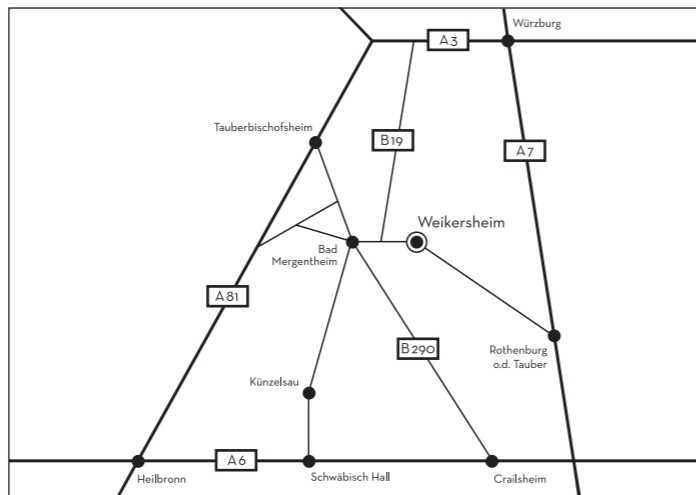 Würzburg
A3
Tauberbischofsheim
B19
A7
Weikersheim
Bad
Mergentheim
A81
B290
Rothenburg
o.d. Tauber
Künzelsau
A6
Heilbronn
Schwäbisch Hall
Crailsheim